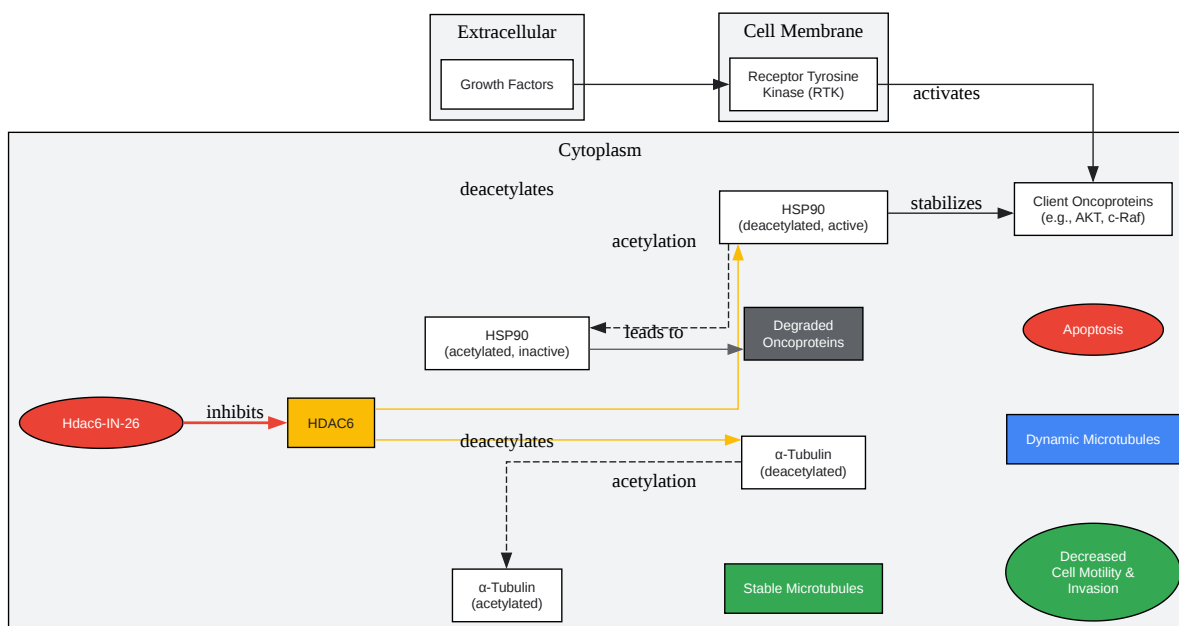 Extracellular
Cell Membrane
Growth Factors
Receptor Tyrosine
Kinase (RTK)
activates
Cytoplasm
deacetylates
HSP90
(deacetylated, active)
stabilizes
Client Oncoproteins
(e.g., AKT, c-Raf)
acetylation
HSP90
(acetylated, inactive)
leads to
Degraded
Oncoproteins
Apoptosis
Hdac6-IN-26
inhibits
HDAC6
deacetylates
α-Tubulin
(deacetylated)
Dynamic Microtubules
acetylation
α-Tubulin
(acetylated)
Stable Microtubules
Decreased
Cell Motility &
Invasion